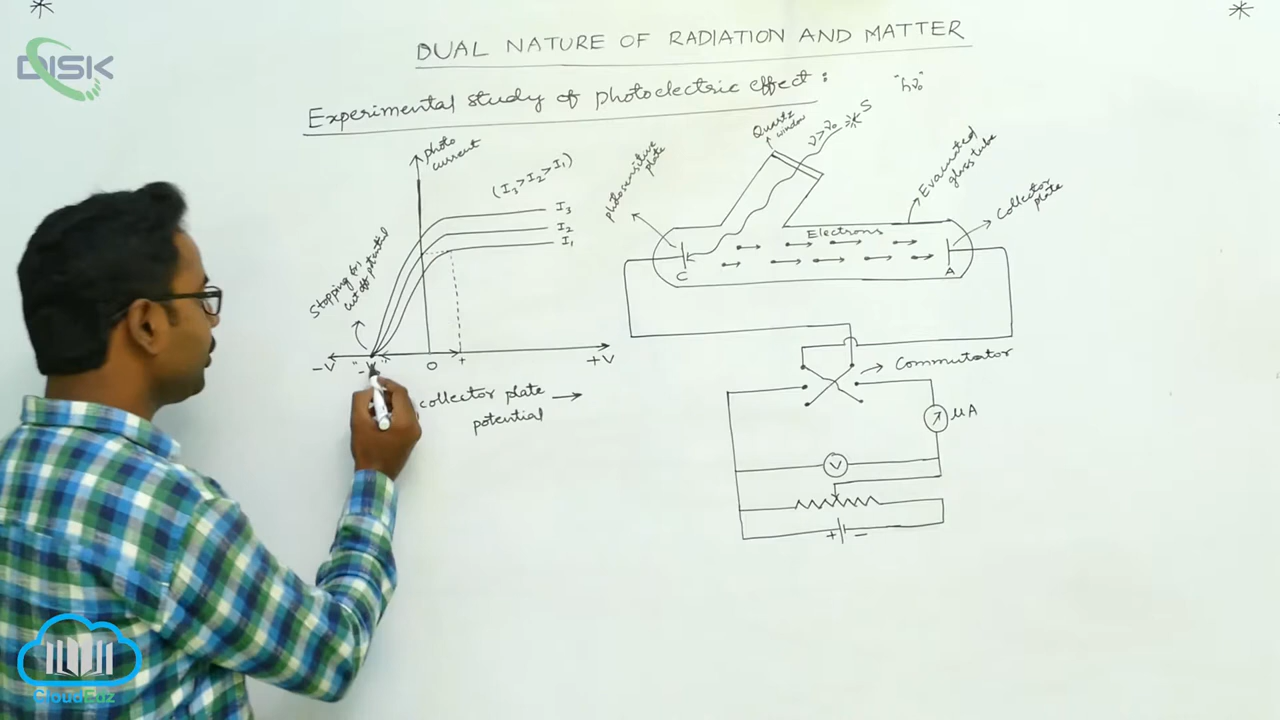 DISK
DUAL NATURE OF RADIATION AND MATTER
Experimental study of photoelectric effect :
"hν₀"
photo
current
(I₃ > I₂ > I₁)
I₃
I₂
I₁
Stopping (or)
cutoff potential
-V
0
+
+V
collector plate
potential
photosensitive
plate
Quartz
window
ν > ν₀
S
Evacuated
glass tube
Collector
plate
Electrons
C
A
Commutator
μA
V
+
-
CloudEdz